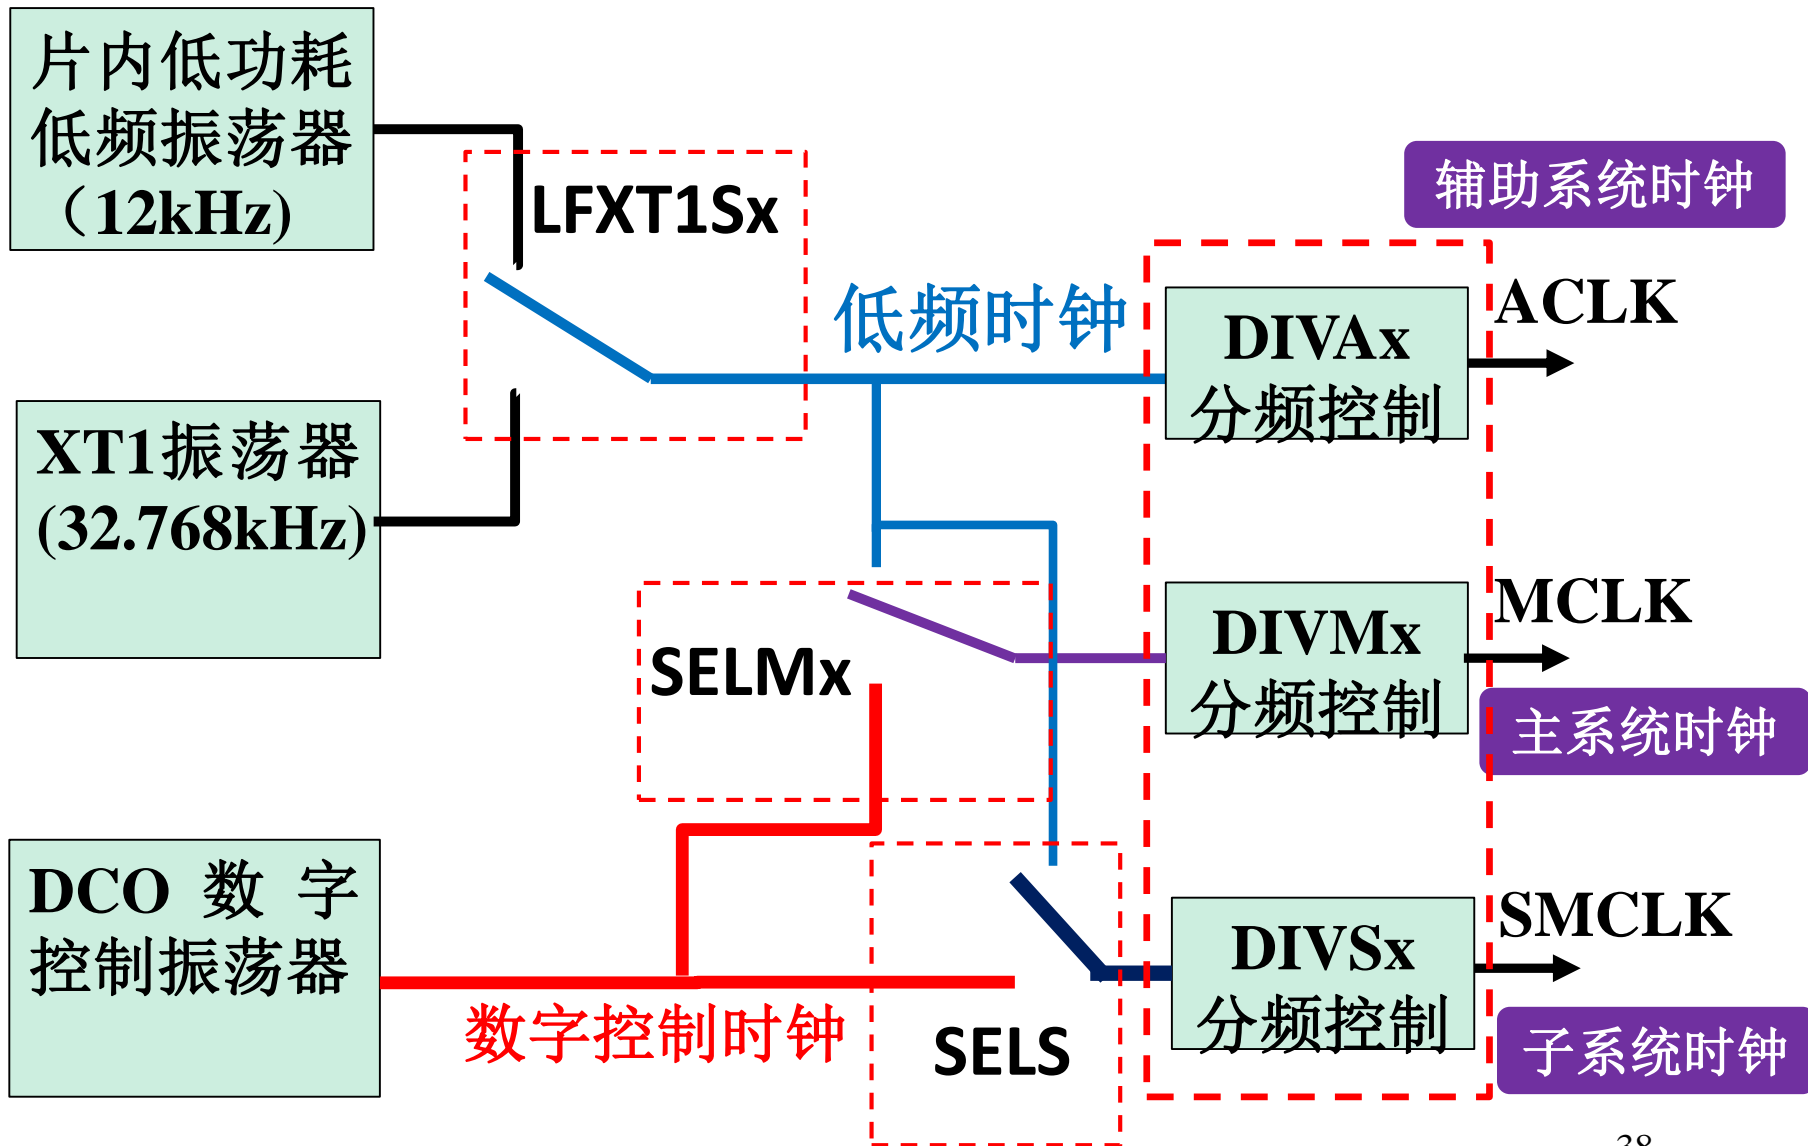 片内低功耗
低频振荡器
（12kHz)
LFXT1Sx
辅助系统时钟
低频时钟
DIVAx
分频控制
ACLK
XT1振荡器
(32.768kHz)
SELMx
DIVMx
分频控制
MCLK
主系统时钟
DCO 数 字
控制振荡器
数字控制时钟
SELS
DIVSx
分频控制
SMCLK
子系统时钟
38